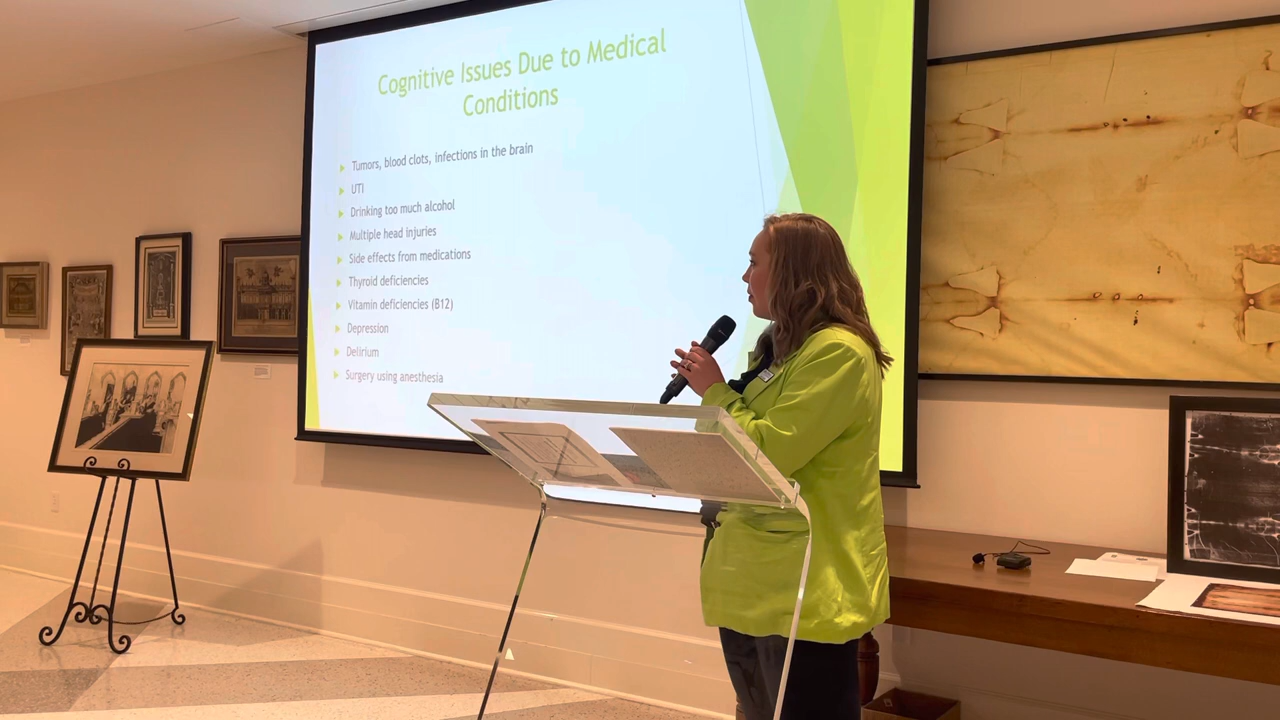 Cognitive Issues Due to Medical
Conditions
Tumors, blood clots, infections in the brain
UTI
Drinking too much alcohol
Multiple head injuries
Side effects from medications
Thyroid deficiencies
Vitamin deficiencies (B12)
Depression
Delirium
Surgery using anesthesia